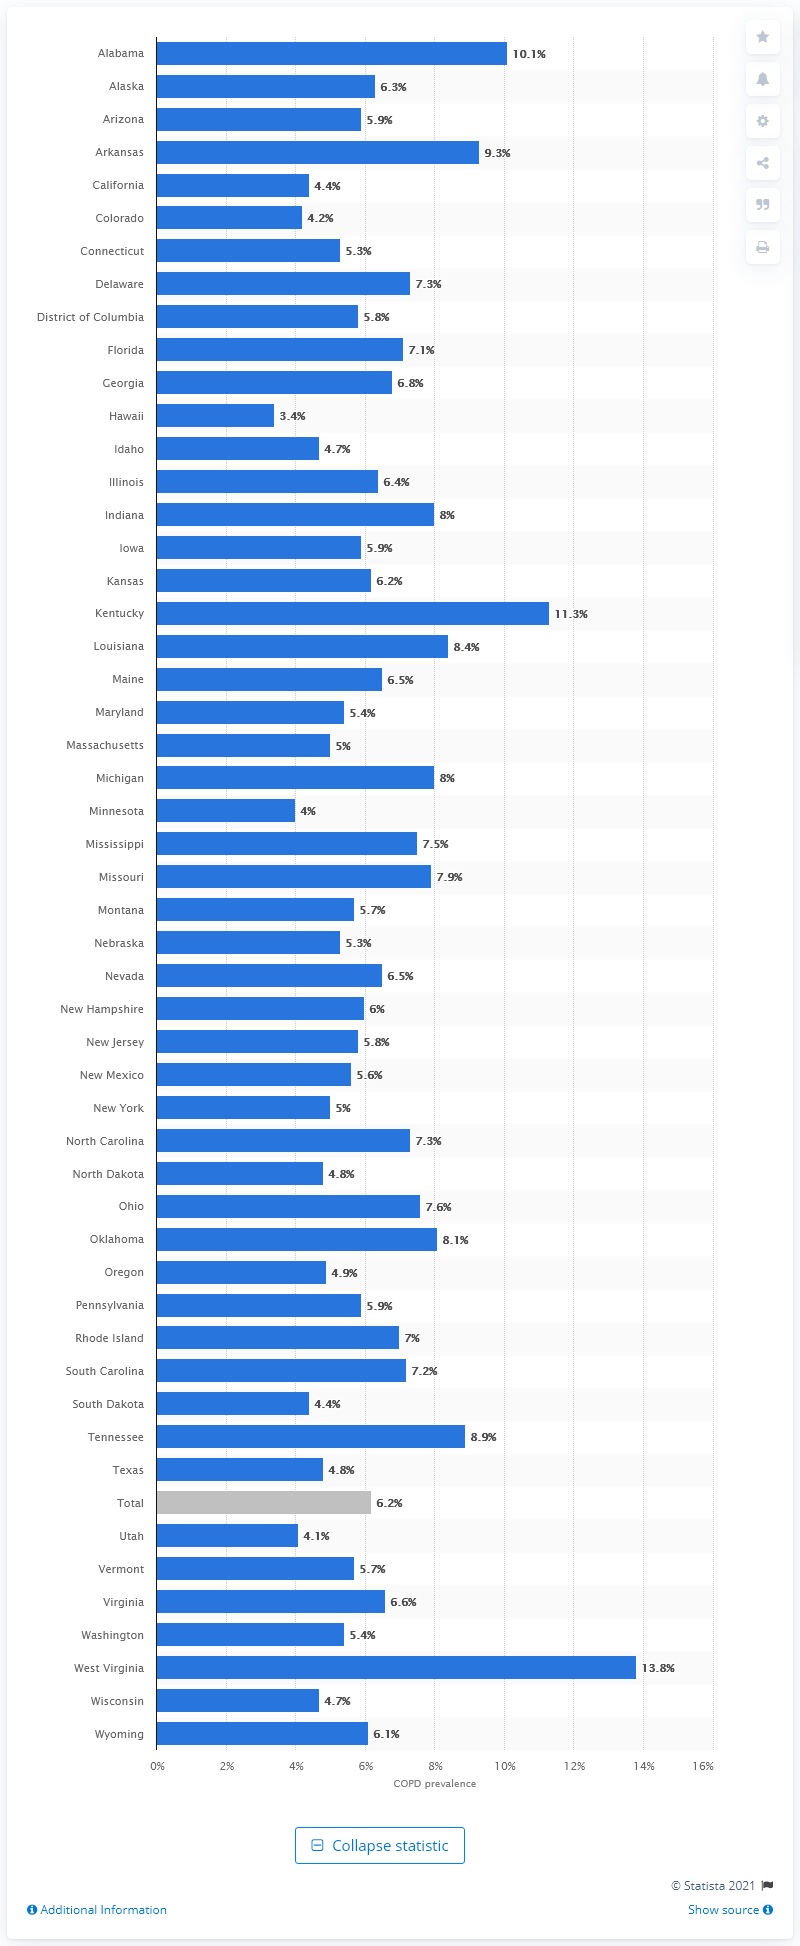 Alabama 10.1%
Alaska 6.3%
Arizona 5.9%
Arkansas 9.3%
California 4.4%
Colorado 4.2%
Connecticut 5.3%
Delaware 7.3%
District of Columbia 5.8%
Florida 7.1%
Georgia 6.8%
Hawaii 3.4%
Idaho 4.7%
Illinois 6.4%
Indiana 8%
Iowa 5.9%
Kansas 6.2%
Kentucky 11.3%
Louisiana 8.4%
Maine 6.5%
Maryland 5.4%
Massachusetts 5%
Michigan 8%
Minnesota 4%
Mississippi 7.5%
Missouri 7.9%
Montana 5.7%
Nebraska 5.3%
Nevada 6.5%
New Hampshire 6%
New Jersey 5.8%
New Mexico 5.6%
New York 5%
North Carolina 7.3%
North Dakota 4.8%
Ohio 7.6%
Oklahoma 8.1%
Oregon 4.9%
Pennsylvania 5.9%
Rhode Island 7%
South Carolina 7.2%
South Dakota 4.4%
Tennessee 8.9%
Texas 4.8%
Total 6.2%
Utah 4.1%
Vermont 5.7%
Virginia 6.6%
Washington 5.4%
West Virginia 13.8%
Wisconsin 4.7%
Wyoming 6.1%
0% 2% 4% 6% 8% 10% 12% 14% 16%
COPD prevalence
Collapse statistic
© Statista 2021
Additional Information Show source